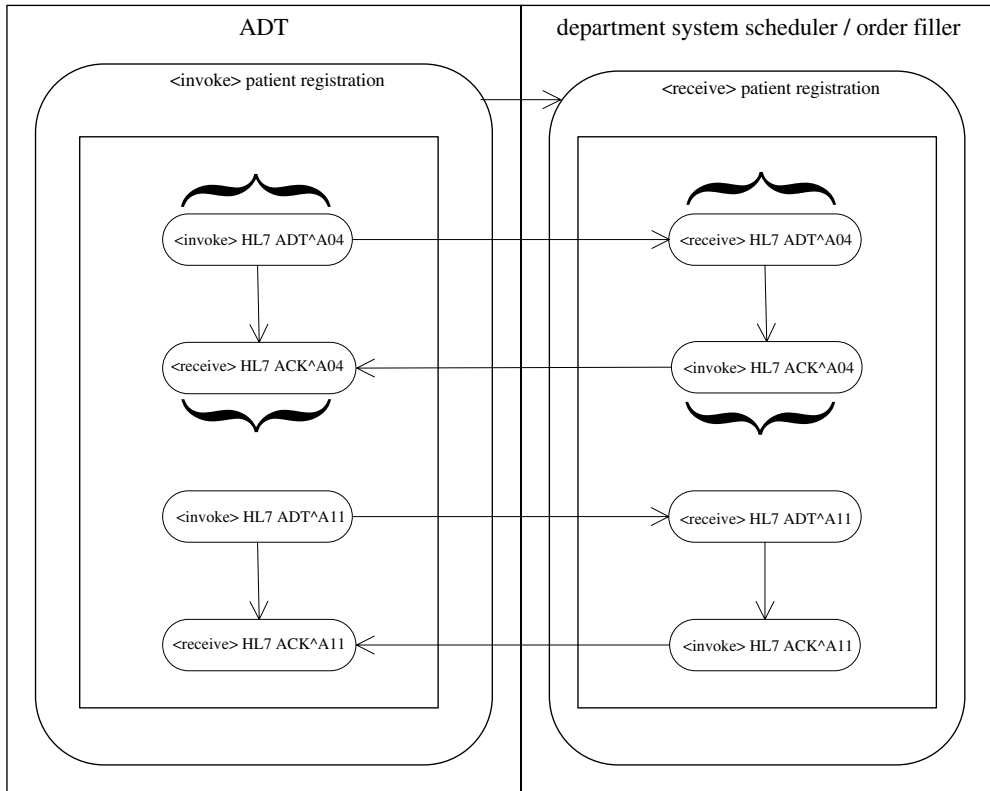 ADT
department system scheduler / order filler
<invoke> patient registration
<receive> patient registration
<invoke> HL7 ADT^A04
<receive> HL7 ADT^A04
<receive> HL7 ACK^A04
<invoke> HL7 ACK^A04
<invoke> HL7 ADT^A11
<receive> HL7 ADT^A11
<receive> HL7 ACK^A11
<invoke> HL7 ACK^A11